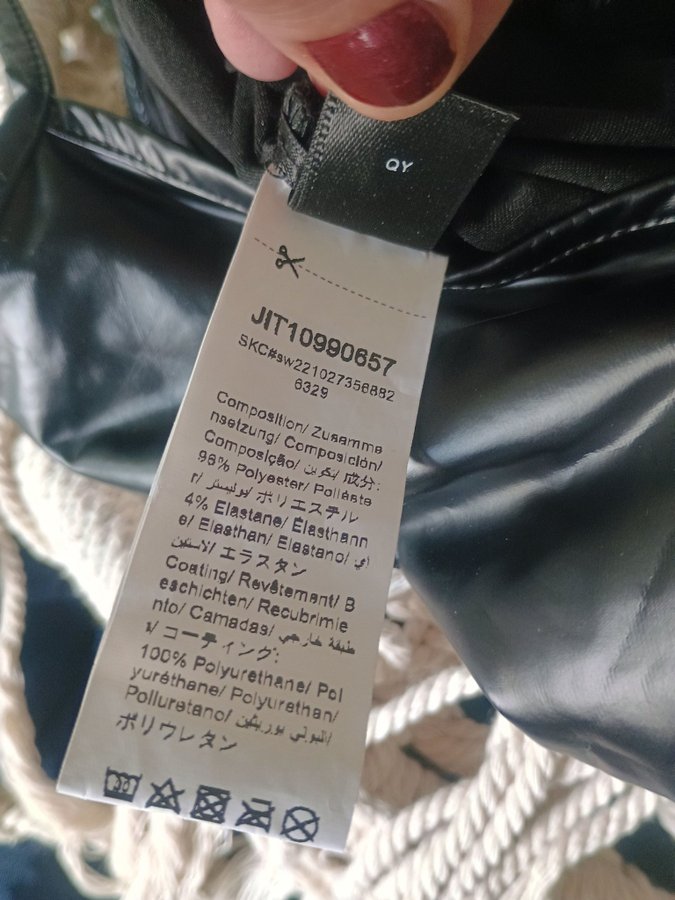 QY
JIT10990657
SKC#sw221027356882
6329
Composition/ Zusamme
nsetzung/ Composición/
Composição/ تكوين/ 成分:
96% Polyester/ Poliéste
r/ بوليستر/ ポリエステル
4% Elastane/ Élasthann
e/ Elasthan/ Elastano/ اي
لاستين/ エラスタン
Coating/ Revêtement/ B
eschichten/ Recubrimie
nto/ Camadas/ طبقة خارجي
ة/ コーティング:
100% Polyurethane/ Pol
yuréthane/ Polyurethan/
Poliuretano/ البولي يوريثين/
ポリウレタン